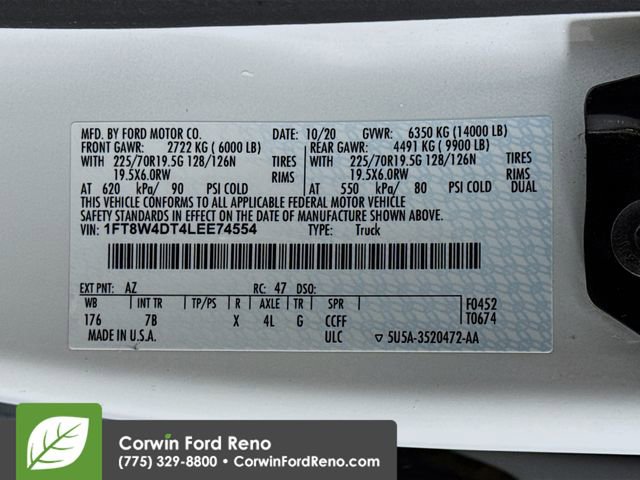 MFD. BY FORD MOTOR CO. DATE: 10/20 GVWR: 6350 KG (14000 LB)
FRONT GAWR: 2722 KG ( 6000 LB) REAR GAWR: 4491 KG ( 9900 LB)
WITH 225/70R19.5G 128/126N TIRES WITH 225/70R19.5G 128/126N TIRES
19.5X6.0RW RIMS 19.5X6.0RW RIMS
AT 620 kPa/ 90 PSI COLD AT 550 kPa/ 80 PSI COLD DUAL
THIS VEHICLE CONFORMS TO ALL APPLICABLE FEDERAL MOTOR VEHICLE
SAFETY STANDARDS IN EFFECT ON THE DATE OF MANUFACTURE SHOWN ABOVE.
VIN: 1FT8W4DT4LEE74554 TYPE: Truck
EXT PNT: AZ RC: 47 DSO:
WB INT TR TP/PS R AXLE TR SPR F0452
176 7B X 4L G CCFF T0674
MADE IN U.S.A. ULC 5U5A-3520472-AA
Corwin Ford Reno
(775) 329-8800 • CorwinFordReno.com